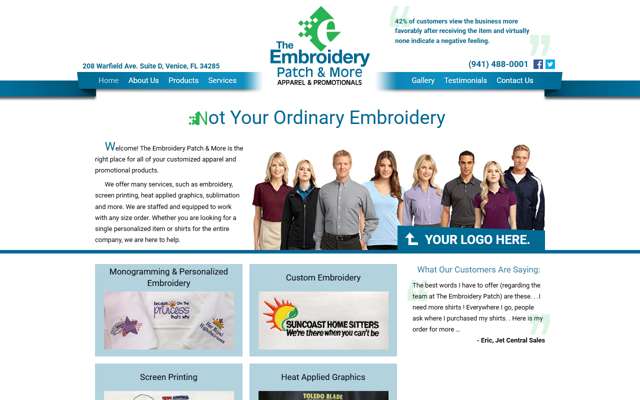 42% of customers view the business more
favorably after receiving the item and virtually
none indicate a negative feeling.
The
Embroidery
Patch & More
APPAREL & PROMOTIONALS
208 Warfield Ave. Suite D, Venice, FL 34285
(941) 488-0001
Home About Us Products Services
Gallery Testimonials Contact Us
Not Your Ordinary Embroidery
Welcome! The Embroidery Patch & More is the
right place for all of your customized apparel and
promotional products.
We offer many services, such as embroidery,
screen printing, heat applied graphics, sublimation
and more. We are staffed and equipped to work
with any size order. Whether you are looking for a
single personalized item or shirts for the entire
company, we are here to help.
YOUR LOGO HERE.
Monogramming & Personalized
Embroidery
because
princess
that's why
Custom Embroidery
SUNCOAST HOME SITTERS
We're there when you can't be
What Our Customers Are Saying:
The best words I have to offer (regarding the
team at The Embroidery Patch) are these. . . I
need more shirts ! Everywhere I go, people
ask where I purchased my shirts. . Here is my
order for more …
- Eric, Jet Central Sales
Screen Printing
Heat Applied Graphics
TOLEDO BLADE